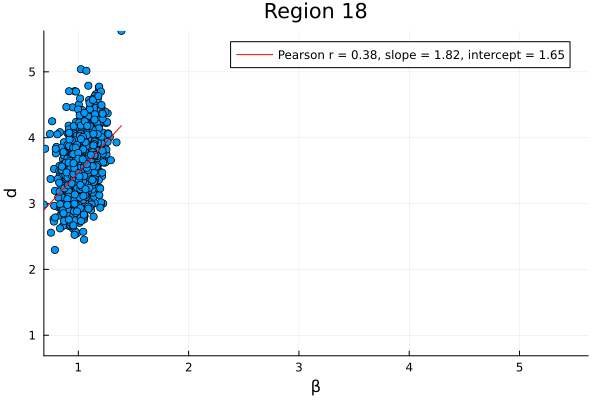 Region 18
Pearson r = 0.38, slope = 1.82, intercept = 1.65
5
4
3
2
1
d
1 2 3 4 5
β